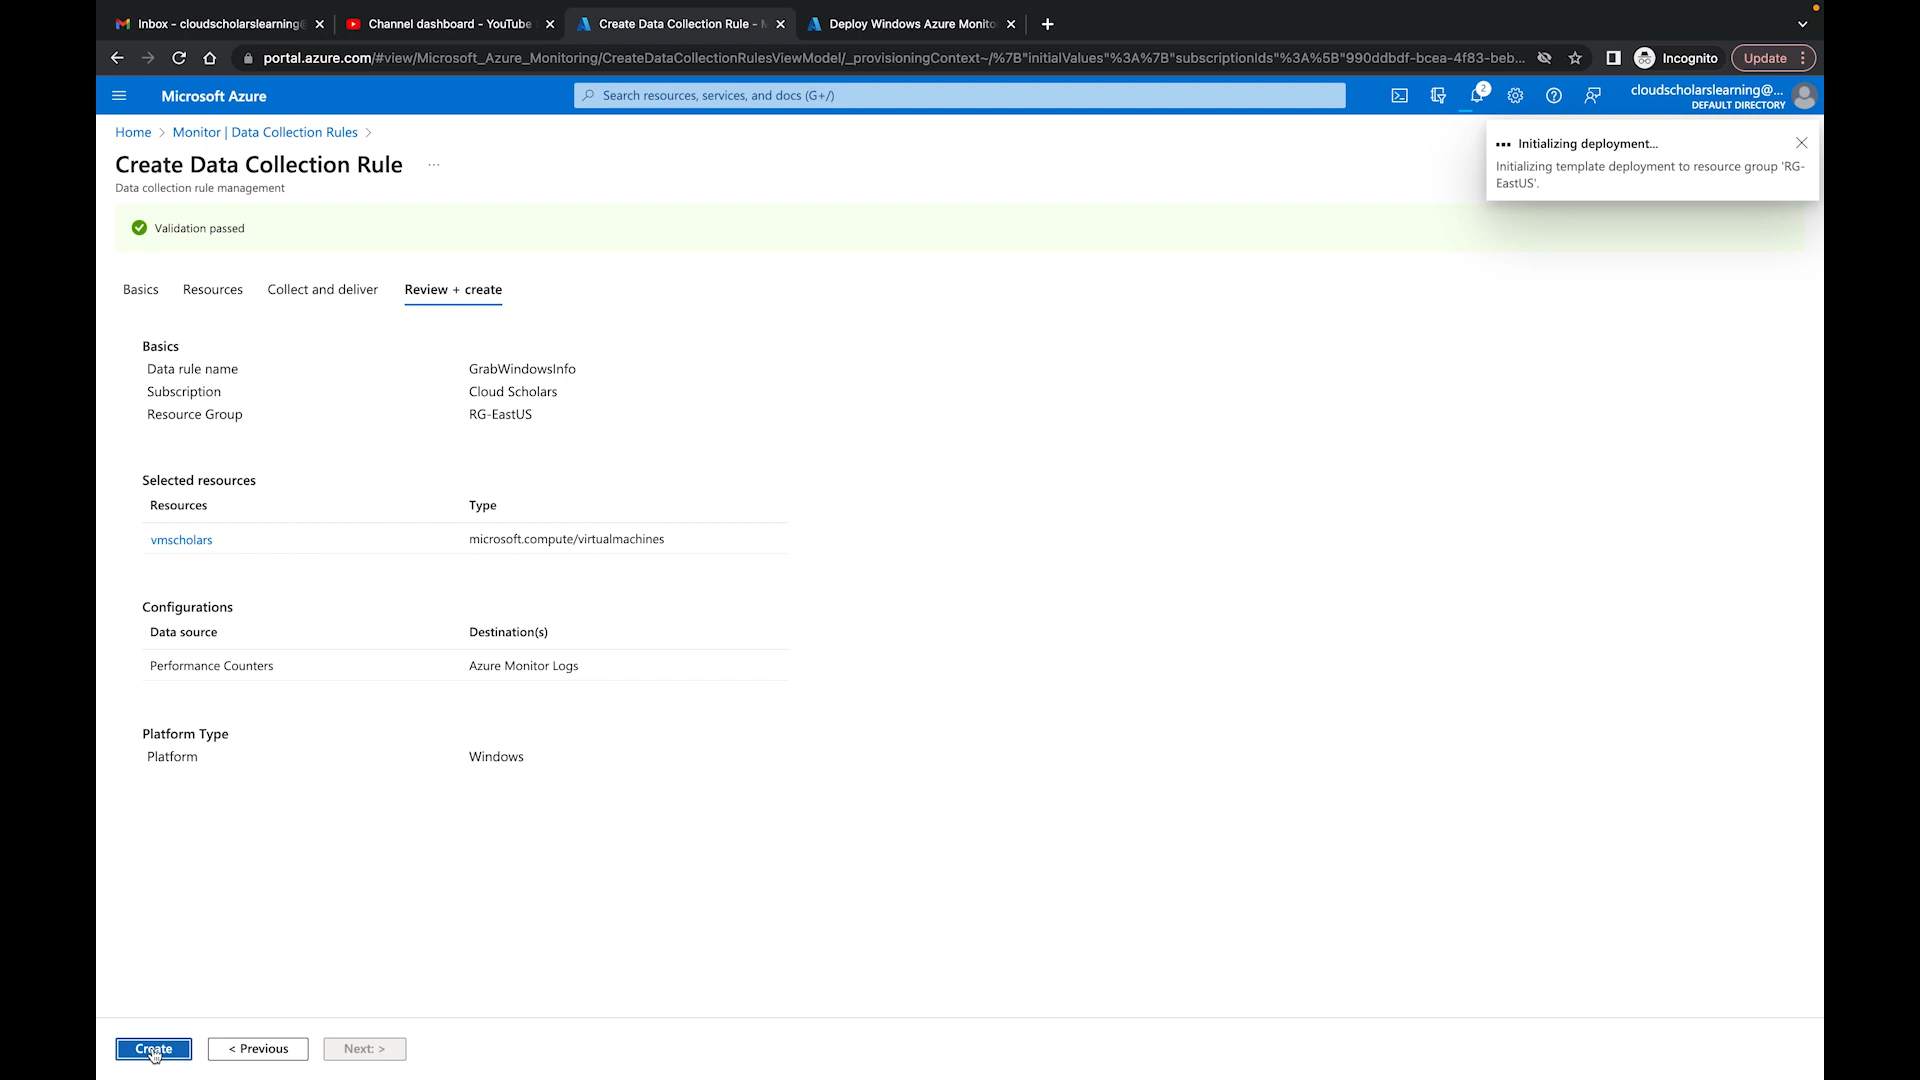 Inbox - cloudscholarslearning@
Channel dashboard - YouTube
Create Data Collection Rule - M
Deploy Windows Azure Monito
portal.azure.com/#view/Microsoft_Azure_Monitoring/CreateDataCollectionRulesViewModel/_provisioningContext~/%7B"initialValues"%3A%7B"subscriptionIds"%3A%5B"990ddbdf-bcea-4f83-beb...
Incognito
Update
Microsoft Azure
Search resources, services, and docs (G+/)
2
cloudscholarslearning@...
DEFAULT DIRECTORY
Home > Monitor | Data Collection Rules >
Create Data Collection Rule ...
Data collection rule management
Initializing deployment...
Initializing template deployment to resource group 'RG-
EastUS'.
Validation passed
Basics
Resources
Collect and deliver
Review + create
Basics
Data rule name GrabWindowsInfo
Subscription Cloud Scholars
Resource Group RG-EastUS
Selected resources
Resources Type
vmscholars microsoft.compute/virtualmachines
Configurations
Data source Destination(s)
Performance Counters Azure Monitor Logs
Platform Type
Platform Windows
Create
< Previous
Next: >